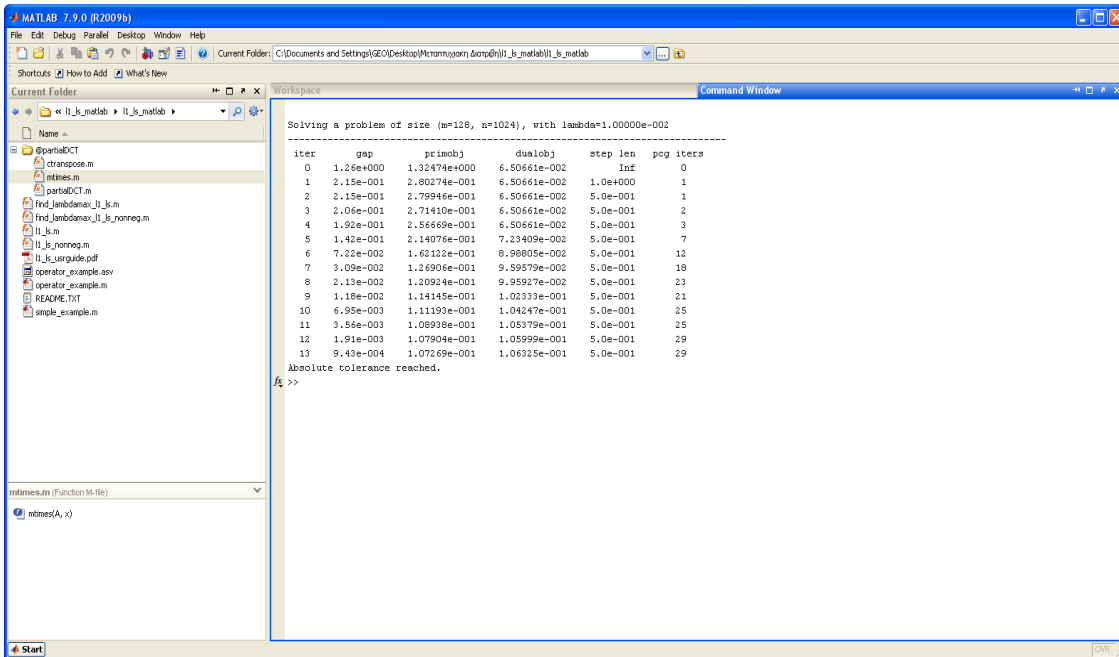 MATLAB 7.9.0 (R2009b)
File Edit Debug Parallel Desktop Window Help
Current Folder: C:\Documents and Settings\GEO\Desktop\Μεταπτυχιακη Διατριβη\l1_ls_matlab\l1_ls_matlab
Shortcuts How to Add What's New
Current Folder
« l1_ls_matlab ▸ l1_ls_matlab ▸
Name
@partialDCT
ctranspose.m
mtimes.m
partialDCT.m
find_lambdamax_l1_ls.m
find_lambdamax_l1_ls_nonneg.m
l1_ls.m
l1_ls_nonneg.m
l1_ls_usrguide.pdf
operator_example.asv
operator_example.m
README.TXT
simple_example.m
mtimes.m (Function M-file)
mtimes(A, x)
Workspace
Command Window
Solving a problem of size (m=128, n=1024), with lambda=1.00000e-002
-----------------------------------------------------------------------------
iter gap primobj dualobj step len pcg iters
0 1.26e+000 1.32474e+000 6.50661e-002 Inf 0
1 2.15e-001 2.80274e-001 6.50661e-002 1.0e+000 1
2 2.15e-001 2.79946e-001 6.50661e-002 5.0e-001 1
3 2.06e-001 2.71410e-001 6.50661e-002 5.0e-001 2
4 1.92e-001 2.56669e-001 6.50661e-002 5.0e-001 3
5 1.42e-001 2.14076e-001 7.23409e-002 5.0e-001 7
6 7.22e-002 1.62122e-001 8.98805e-002 5.0e-001 12
7 3.09e-002 1.26906e-001 9.59579e-002 5.0e-001 18
8 2.13e-002 1.20924e-001 9.95927e-002 5.0e-001 23
9 1.18e-002 1.14145e-001 1.02333e-001 5.0e-001 21
10 6.95e-003 1.11193e-001 1.04247e-001 5.0e-001 25
11 3.56e-003 1.08938e-001 1.05379e-001 5.0e-001 25
12 1.91e-003 1.07904e-001 1.05999e-001 5.0e-001 29
13 9.43e-004 1.07269e-001 1.06325e-001 5.0e-001 29
Absolute tolerance reached.
fx >>
Start
OVR